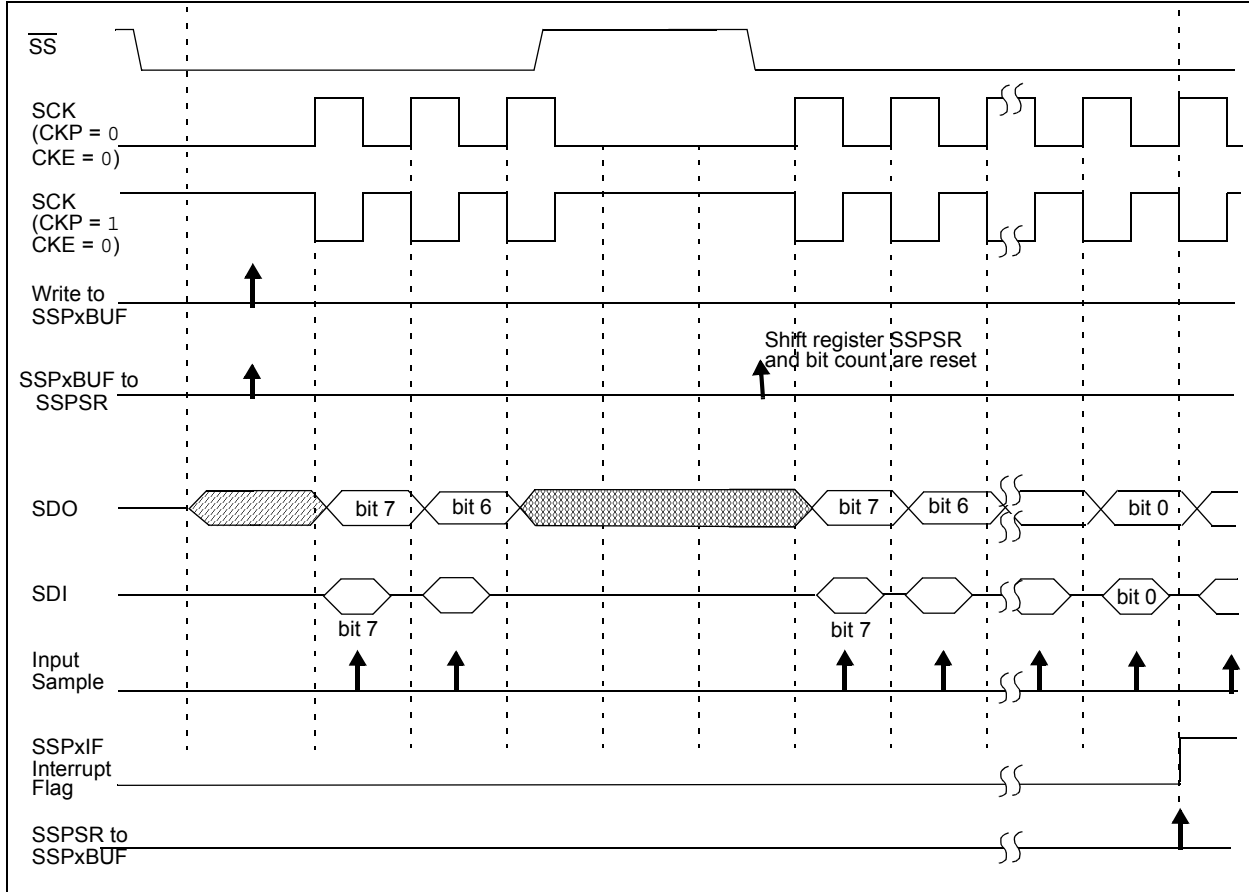 SS
SCK
(CKP = 0
CKE = 0)
SCK
(CKP = 1
CKE = 0)
Write to
SSPxBUF
Shift register SSPSR
and bit count are reset
SSPxBUF to
SSPSR
SDO
bit 7
bit 6
bit 7
bit 6
bit 0
SDI
bit 0
bit 7
bit 7
Input
Sample
SSPxIF
Interrupt
Flag
SSPSR to
SSPxBUF